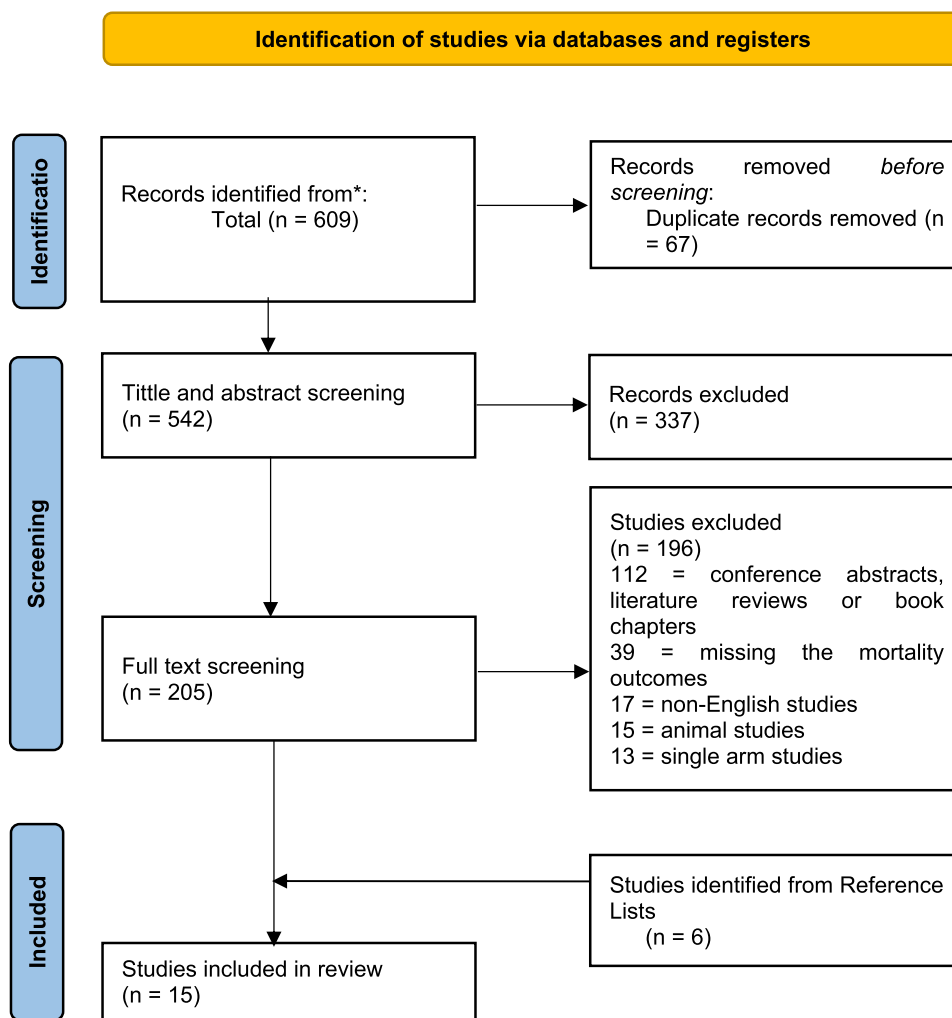 Identification of studies via databases and registers
Identificatio
Records identified from*:
Total (n = 609)
Records removed before
screening:
Duplicate records removed (n
= 67)
Screening
Tittle and abstract screening
(n = 542)
Records excluded
(n = 337)
Full text screening
(n = 205)
Studies excluded
(n = 196)
112 = conference abstracts,
literature reviews or book
chapters
39 = missing the mortality
outcomes
17 = non-English studies
15 = animal studies
13 = single arm studies
Included
Studies identified from Reference
Lists
(n = 6)
Studies included in review
(n = 15)